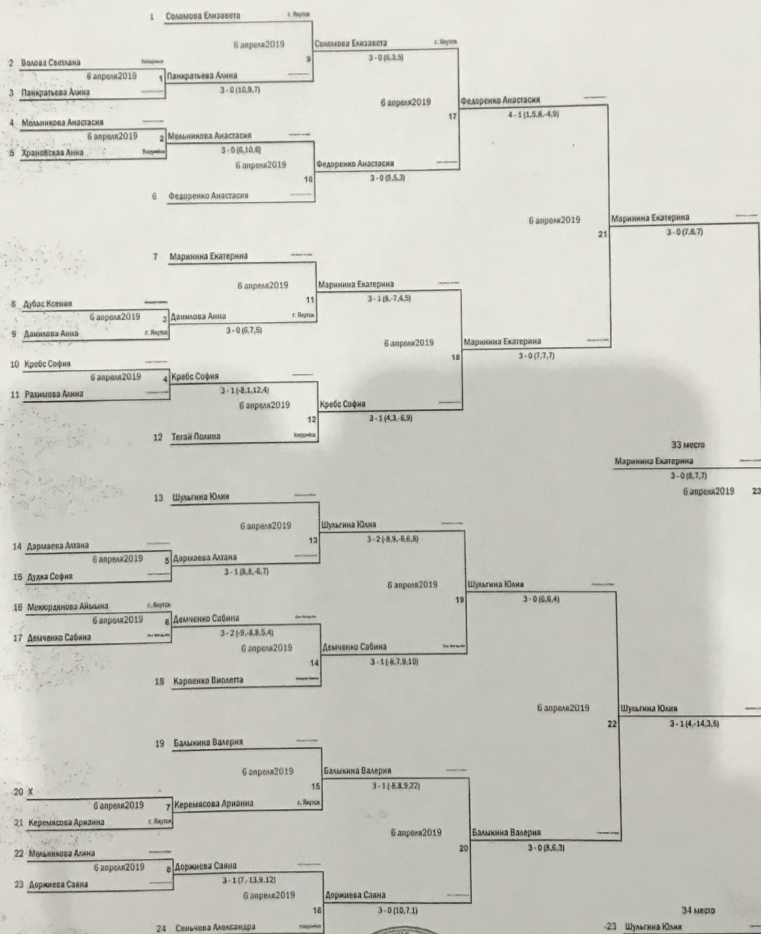 1 Соломова Елизавета г. Якутск
6 апреля2019
9 Соломова Елизавета г. Якутск
3 - 0 (6,3,5)
2 Волова Светлана
6 апреля2019
1 Панкратьева Алина
3 Панкратьева Алина
3 - 0 (10,9,7)
6 апреля2019
17 Федоренко Анастасия
4 - 1 (1,5,8,-4,9)
4 Мельникова Анастасия
6 апреля2019
2 Мельникова Анастасия
5 Храновская Анна
3 - 0 (6,10,6)
6 апреля2019
10 Федоренко Анастасия
3 - 0 (9,5,3)
6 Федоренко Анастасия
6 апреля2019
21 Маринина Екатерина
3 - 0 (7,6,7)
7 Маринина Екатерина
6 апреля2019
11 Маринина Екатерина
3 - 1 (8,-7,4,5)
8 Дубас Ксения
6 апреля2019
3 Данилова Анна г. Якутск
9 Данилова Анна г. Якутск
3 - 0 (6,7,5)
6 апреля2019
18 Маринина Екатерина
3 - 0 (7,7,7)
10 Кребс София
6 апреля2019
4 Кребс София
11 Рахимова Алина
3 - 1 (-8,1,12,4)
6 апреля2019
12 Кребс София
3 - 1 (4,3,-6,9)
12 Тегай Полина
33 место
Маринина Екатерина
3 - 0 (8,7,7)
6 апреля2019 23
13 Шульгина Юлия
6 апреля2019
13 Шульгина Юлия
3 - 2 (-8,9,-6,6,8)
14 Дармаева Алтана
6 апреля2019
5 Дармаева Алтана
15 Дудка София
3 - 1 (8,8,-6,7)
6 апреля2019
19 Шульгина Юлия
3 - 0 (6,6,4)
16 Мекюрдянова Айыына г. Якутск
6 апреля2019
6 Демченко Сабина
17 Демченко Сабина
3 - 2 (-9,-8,8,5,4)
6 апреля2019
14 Демченко Сабина
3 - 1 (-8,7,9,10)
18 Карпенко Виолетта
6 апреля2019
22 Шульгина Юлия
3 - 1 (4,-14,3,5)
19 Балыкина Валерия
6 апреля2019
15 Балыкина Валерия
3 - 1 (-8,8,9,22)
20 X
6 апреля2019
7 Керемясова Арианна г. Якутск
21 Керемясова Арианна г. Якутск
6 апреля2019
20 Балыкина Валерия
3 - 0 (8,6,3)
22 Мельникова Алина
6 апреля2019
8 Доржиева Саяна
23 Доржиева Саяна
3 - 1 (7,-13,9,12)
6 апреля2019
16 Доржиева Саяна
3 - 0 (10,7,1)
24 Сенычева Александра
34 место
-23 Шульгина Юлия